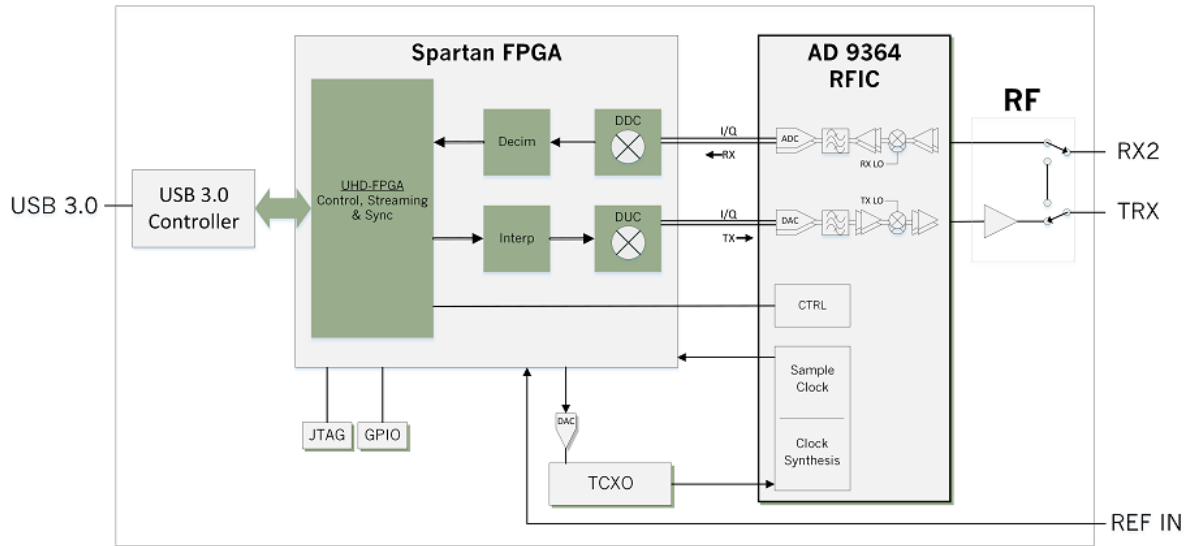 Spartan FPGA
AD 9364
RFIC
RF
DDC
Decim
I/Q
RX
ADC
RX LO
RX2
UHD-FPGA
Control, Streaming
& Sync
USB 3.0
USB 3.0
Controller
Interp
DUC
I/Q
TX
DAC
TX LO
TRX
CTRL
Sample
Clock
Clock
Synthesis
JTAG
GPIO
DAC
TCXO
REF IN